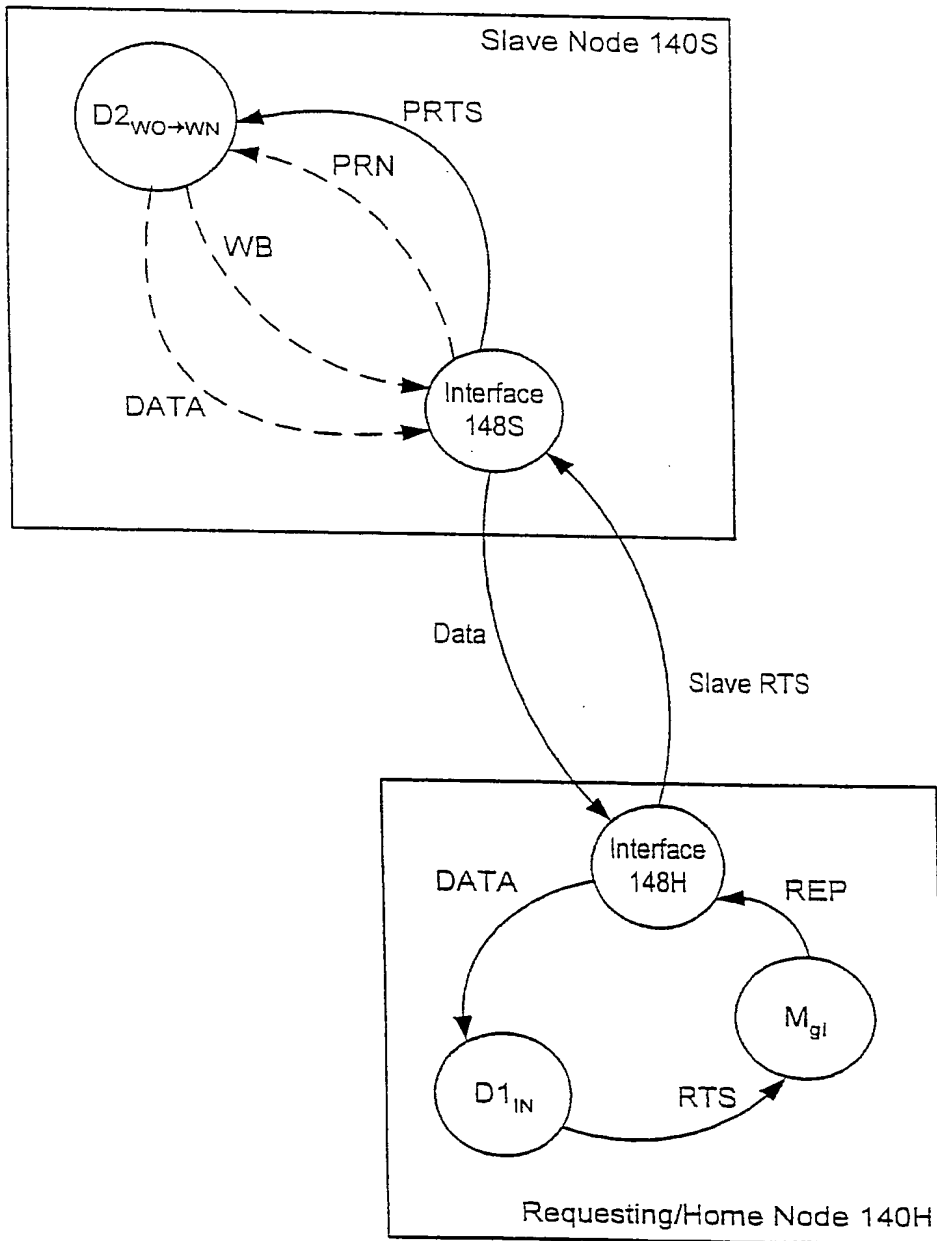 Slave Node 140S
D2WO→WN
PRTS
PRN
WB
DATA
Interface
148S
Data
Slave RTS
Interface
148H
DATA
REP
Mgl
D1IN
RTS
Requesting/Home Node 140H